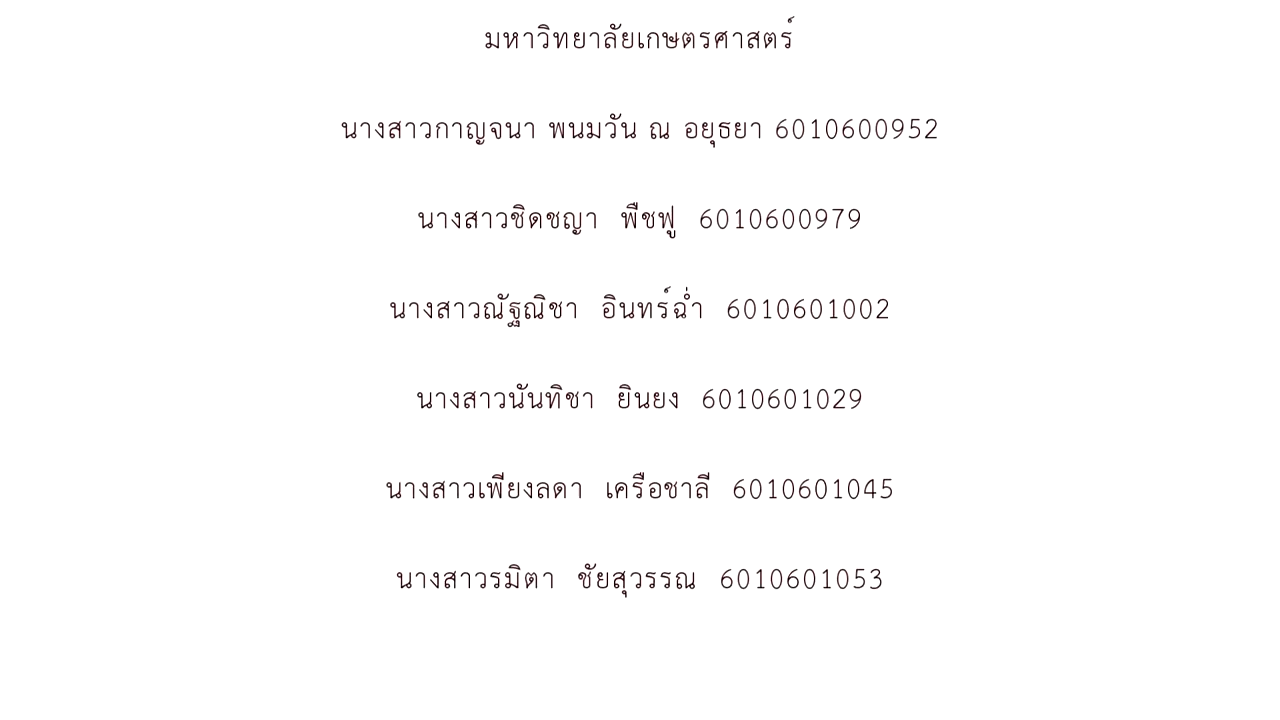 มหาวิทยาลัยเกษตรศาสตร์
นางสาวกาญจนา พนมวัน ณ อยุธยา 6010600952
นางสาวชิดชญา พืชฟู 6010600979
นางสาวณัฐณิชา อินทร์ฉ่ำ 6010601002
นางสาวนันทิชา ยินยง 6010601029
นางสาวเพียงลดา เครือชาลี 6010601045
นางสาวรมิตา ชัยสุวรรณ 6010601053